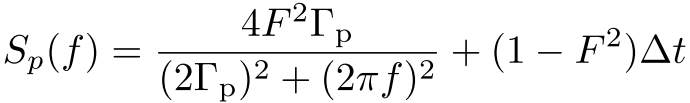 $S_p(f) = \frac{4F^2\Gamma_{\mathrm{p}}}{(2\Gamma_{\mathrm{p}})^2 + (2\pi f)^2} + (1 - F^2)\Delta t$